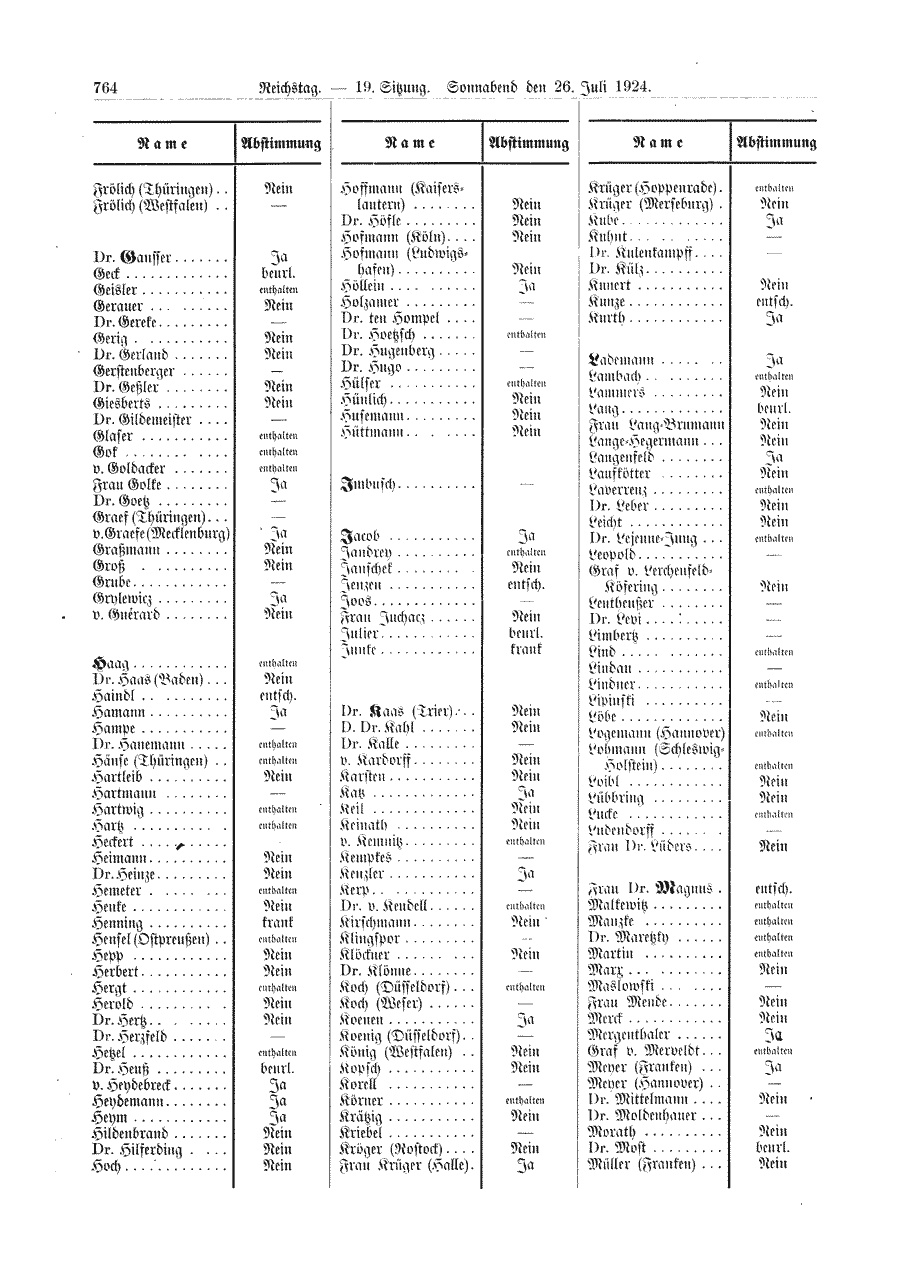 764 Reichstag. — 19. Sitzung. Sonnabend den 26. Juli 1924.
Name Abstimmung
Frölich (Thüringen) . . Nein
Frölich (Westfalen) . . —
Dr. Gausser . . . . . . . Ja
Geck . . . . . . . . . . . . beurl.
Geisler . . . . . . . . . . enthalten
Gerauer . . . . . . . . . . Nein
Dr. Gereke . . . . . . . . . —
Gerig . . . . . . . . . . . Nein
Dr. Gerland . . . . . . . Nein
Gerstenberger . . . . . . —
Dr. Geßler . . . . . . . . Nein
Giesberts . . . . . . . . . Nein
Dr. Gildemeister . . . . —
Glaser . . . . . . . . . . . enthalten
Gok . . . . . . . . . . . . enthalten
v. Goldacker . . . . . . . enthalten
Frau Golke . . . . . . . . Ja
Dr. Goetz . . . . . . . . . —
Graef (Thüringen) . . . —
v. Graefe (Mecklenburg) Ja
Graßmann . . . . . . . . Nein
Groß . . . . . . . . . . . Nein
Grube . . . . . . . . . . . . —
Grylewicz . . . . . . . . . Ja
v. Guérard . . . . . . . . Nein
Haag . . . . . . . . . . . . enthalten
Dr. Haas (Baden) . . . Nein
Haindl . . . . . . . . . . entsch.
Hamann . . . . . . . . . . Ja
Hampe . . . . . . . . . . . —
Dr. Hanemann . . . . . enthalten
Hänse (Thüringen) . . enthalten
Hartleib . . . . . . . . . . Nein
Hartmann . . . . . . . . —
Hartwig . . . . . . . . . . enthalten
Hartz . . . . . . . . . . . enthalten
Heckert . . . . . . . . . .
Heimann . . . . . . . . . . Nein
Dr. Heinze . . . . . . . . . Nein
Hemeter . . . . . . . . . . enthalten
Henke . . . . . . . . . . . Nein
Henning . . . . . . . . . . krank
Hensel (Ostpreußen) . . enthalten
Hepp . . . . . . . . . . . Nein
Herbert . . . . . . . . . . . Nein
Hergt . . . . . . . . . . . . enthalten
Herold . . . . . . . . . . . Nein
Dr. Hertz . . . . . . . . . Nein
Dr. Herzfeld . . . . . . . —
Hetzel . . . . . . . . . . . . enthalten
Dr. Heuß . . . . . . . . . . beurl.
v. Heydebreck . . . . . . . Ja
Heydemann . . . . . . . . Ja
Heym . . . . . . . . . . . . Ja
Hildenbrand . . . . . . . Nein
Dr. Hilferding . . . . . Nein
Hoch . . . . . . . . . . . . . Nein
Name Abstimmung
Hoffmann (Kaisers-
lautern) . . . . . . . . Nein
Dr. Höfle . . . . . . . . . Nein
Hofmann (Köln) . . . . Nein
Hofmann (Ludwigs-
hafen) . . . . . . . . . . Nein
Höllein . . . . . . . . . . Ja
Holzamer . . . . . . . . . —
Dr. ten Hompel . . . . —
Dr. Hoetzsch . . . . . . . enthalten
Dr. Hugenberg . . . . . —
Dr. Hugo . . . . . . . . . —
Hülser . . . . . . . . . . . enthalten
Hünlich . . . . . . . . . . . Nein
Husemann . . . . . . . . . Nein
Hüttmann . . . . . . . . Nein
Imbusch . . . . . . . . . . —
Jacob . . . . . . . . . . . Ja
Jandrey . . . . . . . . . . enthalten
Janschek . . . . . . . . . Nein
Jenzen . . . . . . . . . . . entsch.
Joos . . . . . . . . . . . . . —
Frau Juchacz . . . . . . Nein
Julier . . . . . . . . . . . . beurl.
Junke . . . . . . . . . . . . krank
Dr. Kaas (Trier) . . . Nein
D. Dr. Kahl . . . . . . . Nein
Dr. Kalle . . . . . . . . . —
v. Kardorff . . . . . . . . Nein
Karsten . . . . . . . . . . . Nein
Katz . . . . . . . . . . . . . Ja
Keil . . . . . . . . . . . . . Nein
Keinath . . . . . . . . . . . Nein
v. Kemnitz . . . . . . . . . enthalten
Kempkes . . . . . . . . . . —
Kenzler . . . . . . . . . . . Ja
Kerp . . . . . . . . . . . . —
Dr. v. Keudell . . . . . . enthalten
Kirschmann . . . . . . . . Nein
Klingspor . . . . . . . . . —
Klöckner . . . . . . . . . Nein
Dr. Klönne . . . . . . . . —
Koch (Düsseldorf) . . . enthalten
Koch (Weser) . . . . . . —
Koenen . . . . . . . . . . . Ja
Koenig (Düsseldorf) . . —
König (Westfalen) . . Nein
Kopsch . . . . . . . . . . . Nein
Korell . . . . . . . . . . . —
Körner . . . . . . . . . . . enthalten
Krätzig . . . . . . . . . . . Nein
Kriebel . . . . . . . . . . . —
Kröger (Rostock) . . . . Nein
Frau Krüger (Halle) . Ja
Name Abstimmung
Krüger (Hoppenrade) . enthalten
Krüger (Merseburg) . Nein
Kube . . . . . . . . . . . . . Ja
Kuhnt . . . . . . . . . . —
Dr. Kulenkampff . . . . —
Dr. Külz . . . . . . . . . .
Kunert . . . . . . . . . . . Nein
Kunze . . . . . . . . . . . . entsch.
Kurth . . . . . . . . . . . . Ja
Lademann . . . . . . . . Ja
Lambach . . . . . . . . . enthalten
Lammers . . . . . . . . . . Nein
Lang . . . . . . . . . . . . . beurl.
Frau Lang-Brumann Nein
Lange-Hegermann . . . Nein
Langenfeld . . . . . . . . Ja
Laufkötter . . . . . . . . Nein
Laverrenz . . . . . . . . . enthalten
Dr. Leber . . . . . . . . . Nein
Leicht . . . . . . . . . . . Nein
Dr. Lejeune-Jung . . . enthalten
Leopold . . . . . . . . . . . —
Graf v. Lerchenfeld-
Köfering . . . . . . . . Nein
Leutheußer . . . . . . . . —
Dr. Levi . . . . . . . . . . —
Limbertz . . . . . . . . . . —
Lind . . . . . . . . . . . . enthalten
Lindau . . . . . . . . . . . —
Lindner . . . . . . . . . . . enthalten
Lipinski . . . . . . . . . . —
Löbe . . . . . . . . . . . . . Nein
Logemann (Hannover) enthalten
Lohmann (Schleswig-
Holstein) . . . . . . . . enthalten
Loibl . . . . . . . . . . . . Nein
Lübbring . . . . . . . . . Nein
Lucke . . . . . . . . . . . . enthalten
Ludendorff . . . . . . . . —
Frau Dr. Lüders . . . . Nein
Frau Dr. Magnus . entsch.
Malkewitz . . . . . . . . . enthalten
Manzke . . . . . . . . . . enthalten
Dr. Maretzky . . . . . . enthalten
Martin . . . . . . . . . . enthalten
Marx . . . . . . . . . . . Nein
Maslowski . . . . . . . . —
Frau Mende . . . . . . . Nein
Merck . . . . . . . . . . . . Nein
Mergenthaler . . . . . . Ja
Graf v. Merveldt . . . enthalten
Meyer (Franken) . . . Ja
Meyer (Hannover) . . —
Dr. Mittelmann . . . . Nein
Dr. Moldenhauer . . . —
Morath . . . . . . . . . . Nein
Dr. Most . . . . . . . . . beurl.
Müller (Franken) . . . Nein